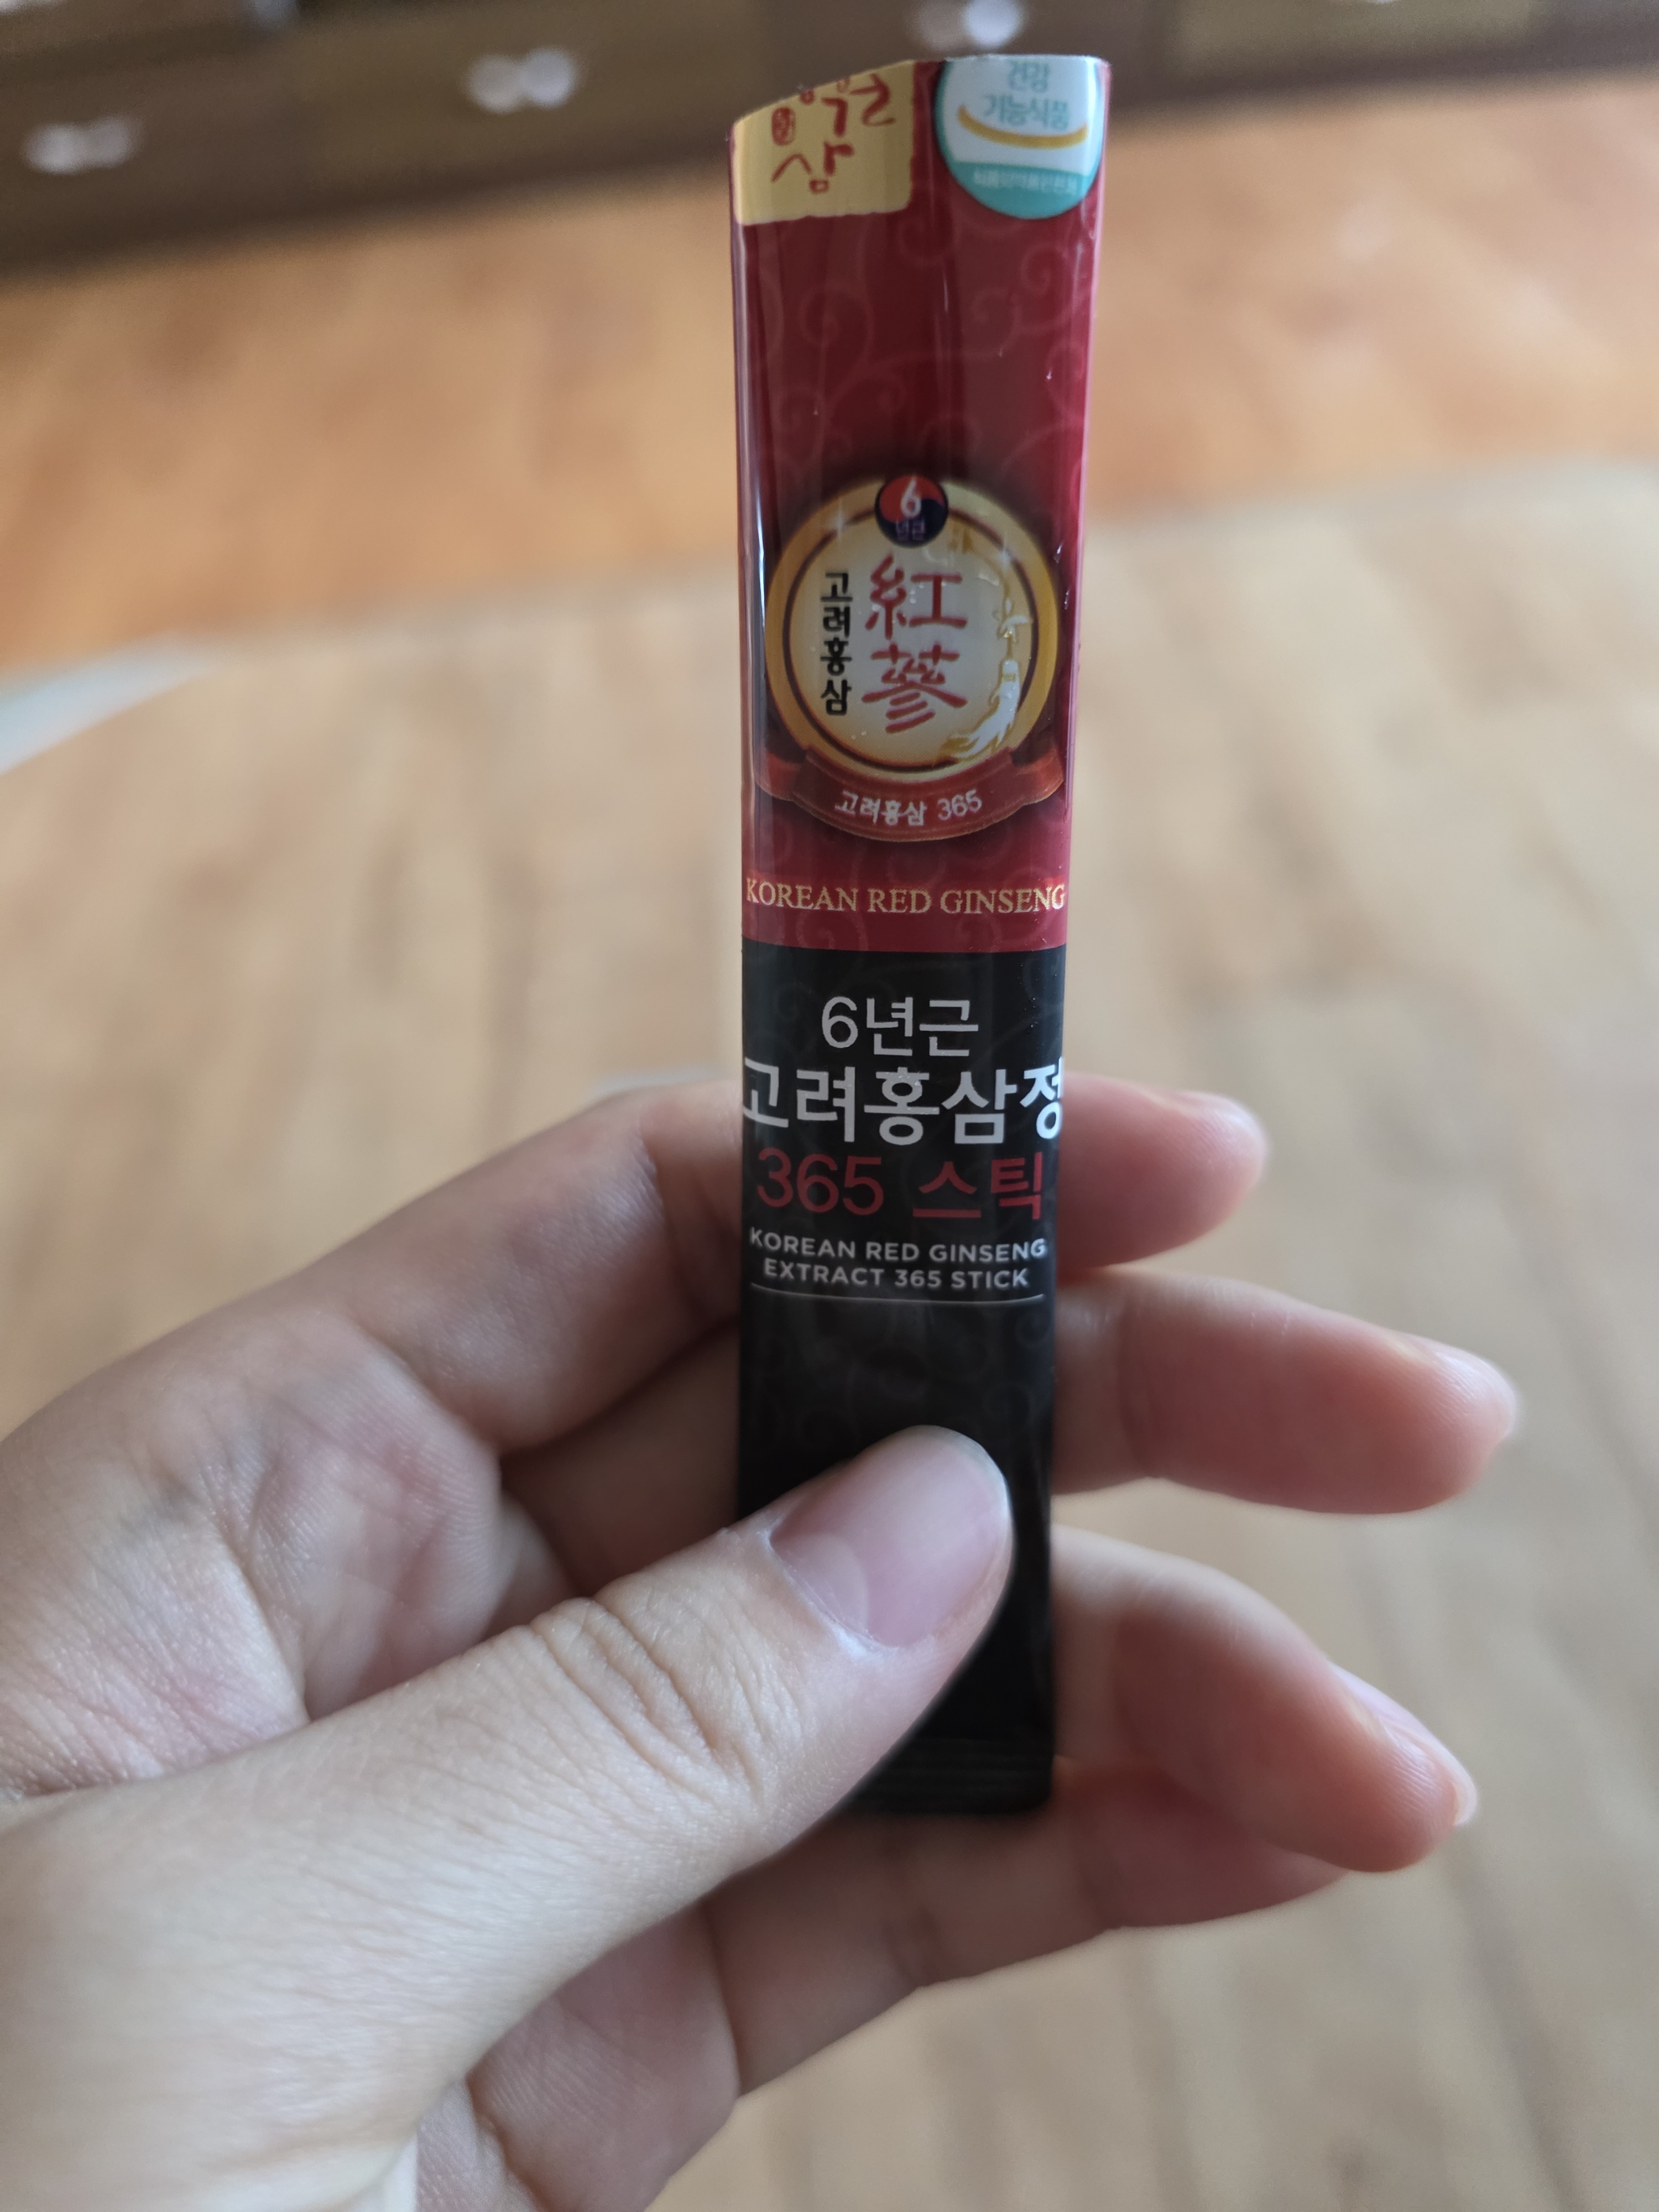 건강
기능식품
6
년근
紅蔘
고려홍삼
고려홍삼 365
KOREAN RED GINSENG
6년근
고려홍삼정
365 스틱
KOREAN RED GINSENG
EXTRACT 365 STICK